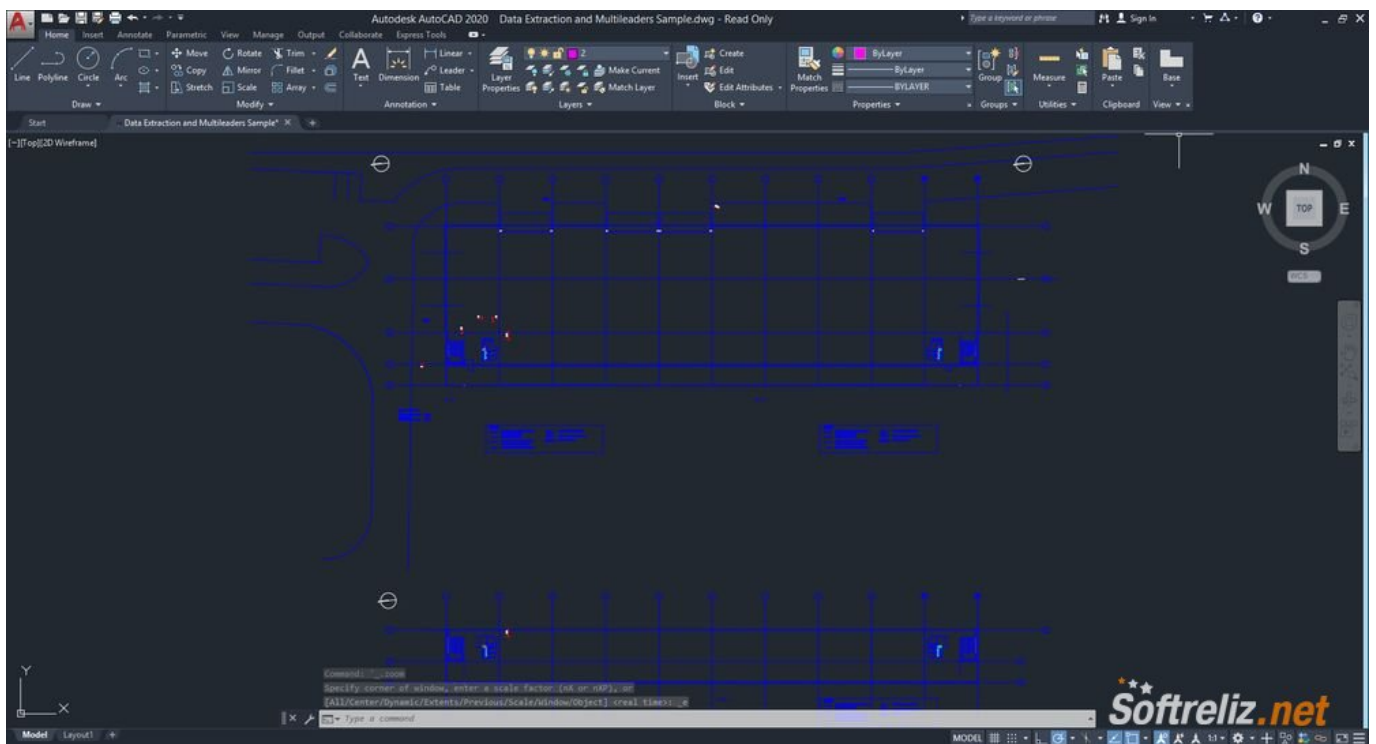 Autodesk AutoCAD 2020 Data Extraction and Multileaders Sample.dwg - Read Only
Type a keyword or phrase
Sign In
Home Insert Annotate Parametric View Manage Output Collaborate Express Tools
Line Polyline Circle Arc
Move Rotate Trim
Copy Mirror Fillet
Stretch Scale Array
Text Dimension
Linear
Leader
Table
Layer Properties
2
Make Current
Match Layer
Insert
Create
Edit
Edit Attributes
Match Properties
ByLayer
ByLayer
BYLAYER
Group
Measure
Paste
Base
Draw Modify Annotation Layers Block Properties Groups Utilities Clipboard View
Start Data Extraction and Multileaders Sample*
[-][Top][2D Wireframe]
N
W TOP E
S
WCS
Y
X
Command: '_.zoom
Specify corner of window, enter a scale factor (nX or nXP), or
[All/Center/Dynamic/Extents/Previous/Scale/Window/Object] <real time>: _e
Type a command
Softreliz.net
Model Layout1
MODEL
1:1